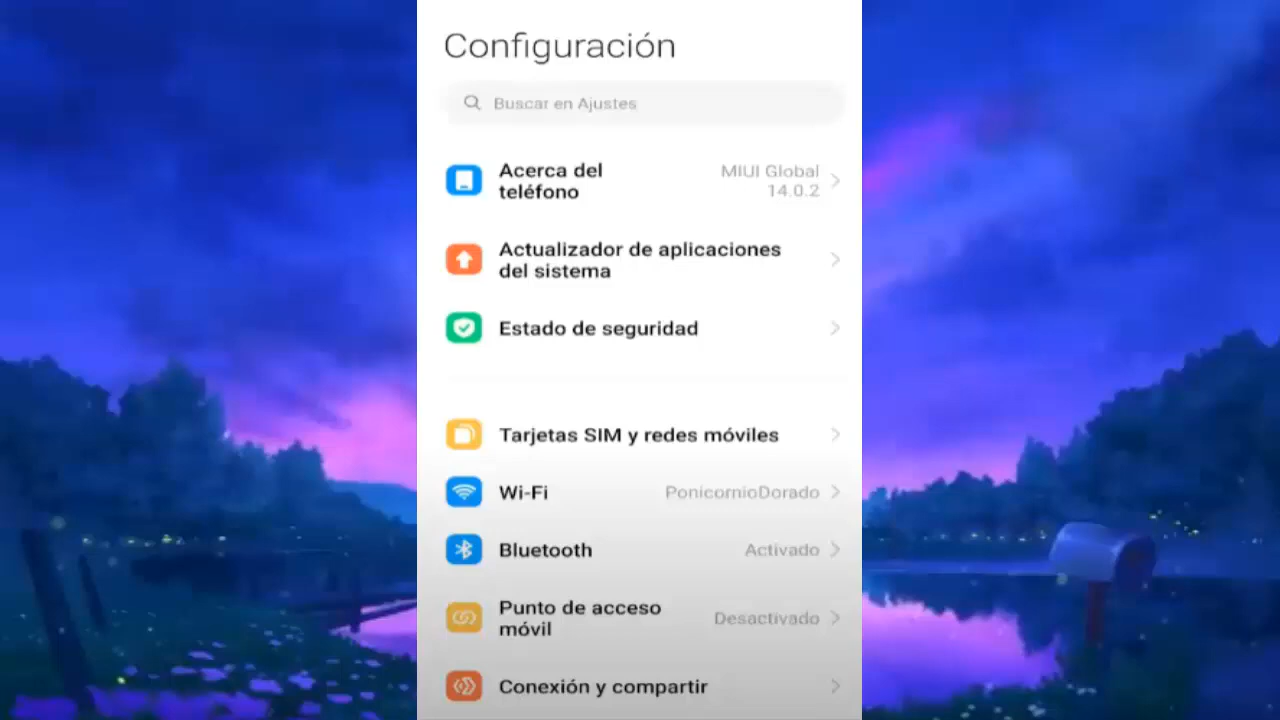 Configuración
Buscar en Ajustes
Acerca del
teléfono
MIUI Global
14.0.2
Actualizador de aplicaciones
del sistema
Estado de seguridad
Tarjetas SIM y redes móviles
Wi-Fi
PonicornioDorado
Bluetooth
Activado
Punto de acceso
móvil
Desactivado
Conexión y compartir